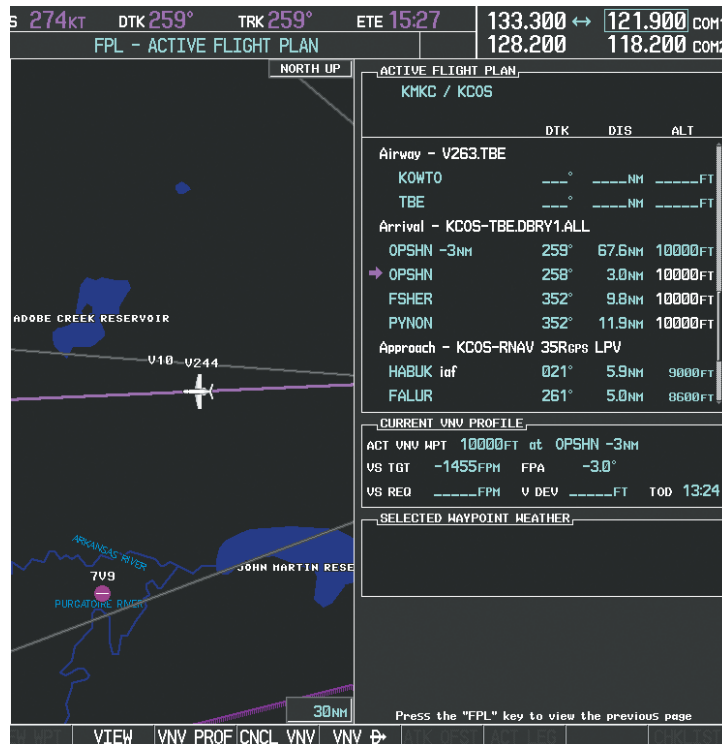 S 274KT DTK 259° TRK 259° ETE 15:27 133.300 ↔ 121.900 COM1
FPL - ACTIVE FLIGHT PLAN 128.200 118.200 COM2
NORTH UP
ADOBE CREEK RESERVOIR
V10 V244
ARKANSAS RIVER
JOHN MARTIN RESE
7V9
PURGATOIRE RIVER
30NM
ACTIVE FLIGHT PLAN
KMKC / KCOS
DTK DIS ALT
Airway - V263.TBE
KOWTO ___° ____NM _____FT
TBE ___° ____NM _____FT
Arrival - KCOS-TBE.DBRY1.ALL
OPSHN -3NM 259° 67.6NM 10000FT
OPSHN 258° 3.0NM 10000FT
FSHER 352° 9.8NM 10000FT
PYNON 352° 11.9NM 10000FT
Approach - KCOS-RNAV 35RGPS LPV
HABUK iaf 021° 5.9NM 9000FT
FALUR 261° 5.0NM 8600FT
CURRENT VNV PROFILE
ACT VNV WPT 10000FT at OPSHN -3NM
VS TGT -1455FPM FPA -3.0°
VS REQ _____FPM V DEV _____FT TOD 13:24
SELECTED WAYPOINT WEATHER
Press the "FPL" key to view the previous page
EW WPT VIEW VNV PROF CNCL VNV VNV D→ ATK OFST ACT LEG CHKLIST